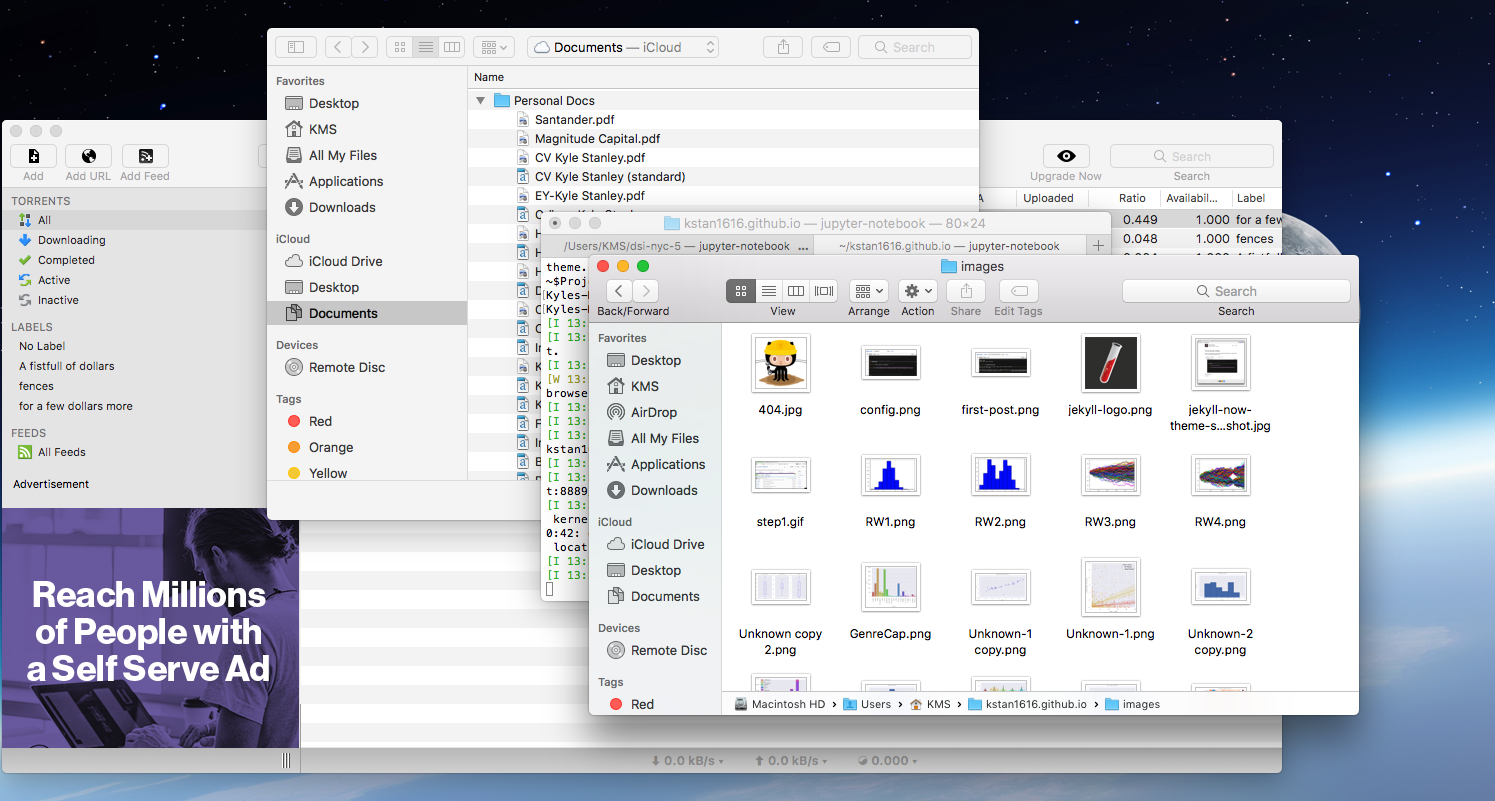 Documents — iCloud
Search
Favorites
Desktop
KMS
All My Files
Applications
Downloads
iCloud
iCloud Drive
Desktop
Documents
Devices
Remote Disc
Tags
Red
Orange
Yellow
Name
Personal Docs
Santander.pdf
Magnitude Capital.pdf
CV Kyle Stanley.pdf
CV Kyle Stanley (standard)
EY-Kyle Stanley.pdf
Add
Add URL
Add Feed
Upgrade Now
Search
Search
TORRENTS
All
Downloading
Completed
Active
Inactive
LABELS
No Label
A fistfull of dollars
fences
for a few dollars more
FEEDS
All Feeds
Advertisement
Reach Millions
of People with
a Self Serve Ad
Uploaded Ratio Availabil... Label
0.449 1.000 for a few
0.048 1.000 fences
kstan1616.github.io — jupyter-notebook — 80×24
/Users/KMS/dsi-nyc-5 — jupyter-notebook ...
~/kstan1616.github.io — jupyter-notebook
theme.
~$Proj
Kyles-
Kyles-
[I 13:
[I 13:
t.
[I 13:
[W 13:
browse
[I 13:
[I 13:
[I 13:
kstan16
[I 13:
[I 13:
t:8889
[I 13:
kerne
0:42:
locat
[I 13:
[I 13:
images
Back/Forward
View
Arrange
Action
Share
Edit Tags
Search
Search
Favorites
Desktop
KMS
AirDrop
All My Files
Applications
Downloads
iCloud
iCloud Drive
Desktop
Documents
Devices
Remote Disc
Tags
Red
404.jpg
config.png
first-post.png
jekyll-logo.png
jekyll-now-
theme-s...shot.jpg
step1.gif
RW1.png
RW2.png
RW3.png
RW4.png
Unknown copy
2.png
GenreCap.png
Unknown-1
copy.png
Unknown-1.png
Unknown-2
copy.png
Macintosh HD
Users
KMS
kstan1616.github.io
images
0.0 kB/s
0.0 kB/s
0.000